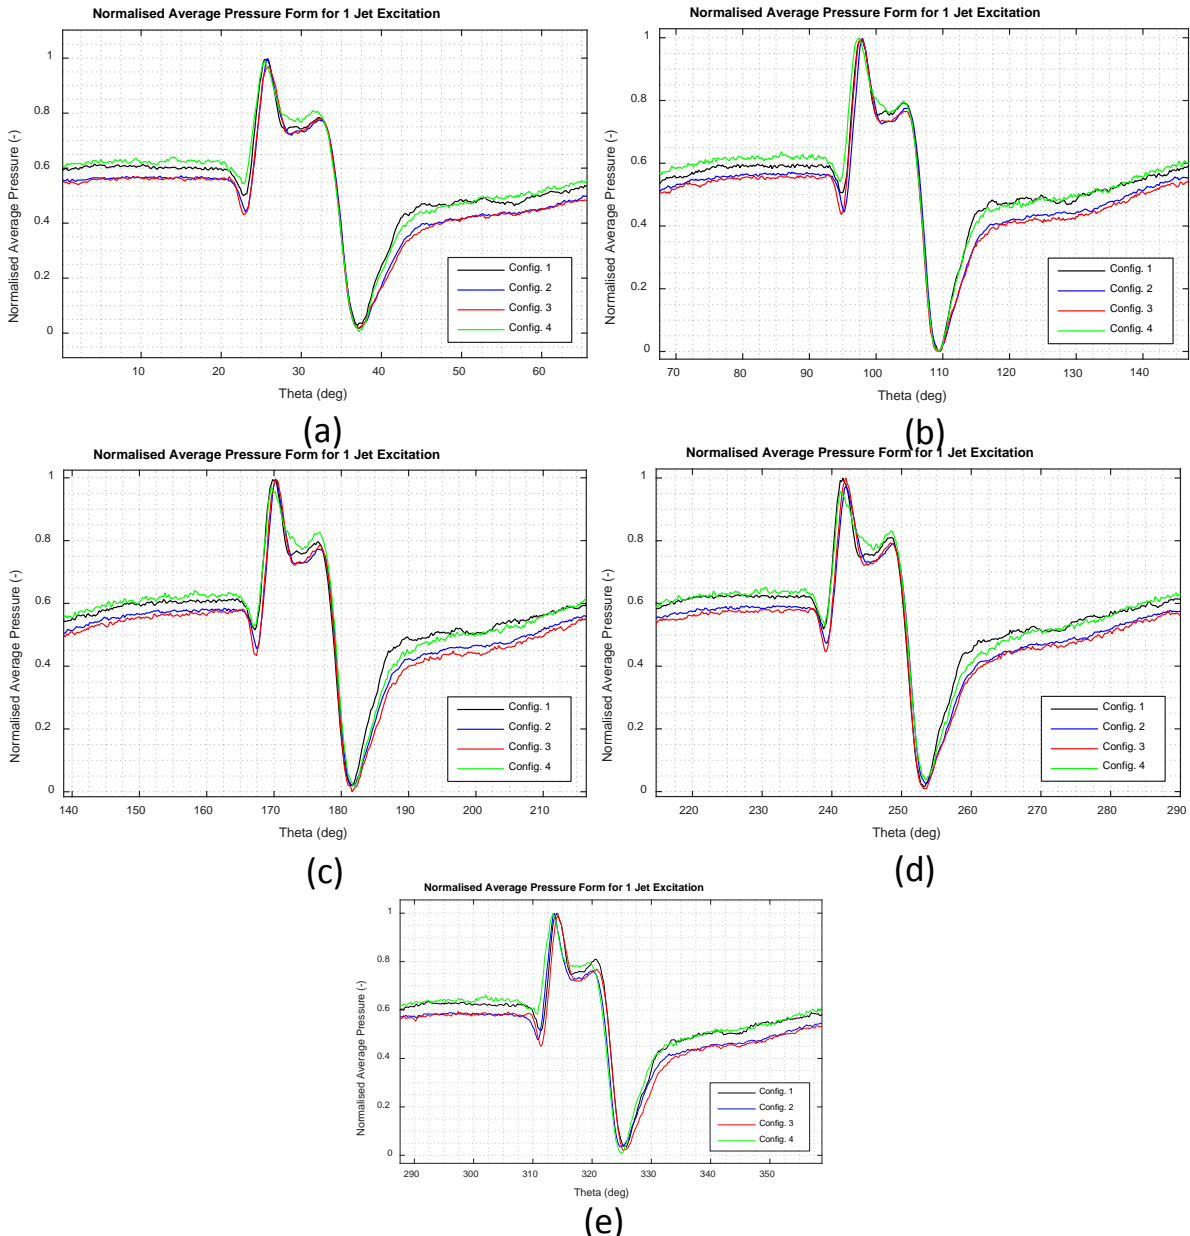 Normalised Average Pressure Form for 1 Jet Excitation
Normalised Average Pressure (-)
1
0.8
0.6
0.4
0.2
0
10 20 30 40 50 60
Theta (deg)
Config. 1
Config. 2
Config. 3
Config. 4
(a)
Normalised Average Pressure Form for 1 Jet Excitation
Normalised Average Pressure (-)
1
0.8
0.6
0.4
0.2
0
70 80 90 100 110 120 130 140
Theta (deg)
Config. 1
Config. 2
Config. 3
Config. 4
(b)
Normalised Average Pressure Form for 1 Jet Excitation
Normalised Average Pressure (-)
1
0.8
0.6
0.4
0.2
0
140 150 160 170 180 190 200 210
Theta (deg)
Config. 1
Config. 2
Config. 3
Config. 4
(c)
Normalised Average Pressure Form for 1 Jet Excitation
Normalised Average Pressure (-)
1
0.8
0.6
0.4
0.2
0
220 230 240 250 260 270 280 290
Theta (deg)
Config. 1
Config. 2
Config. 3
Config. 4
(d)
Normalised Average Pressure Form for 1 Jet Excitation
Normalised Average Pressure (-)
1
0.8
0.6
0.4
0.2
0
290 300 310 320 330 340 350
Theta (deg)
Config. 1
Config. 2
Config. 3
Config. 4
(e)